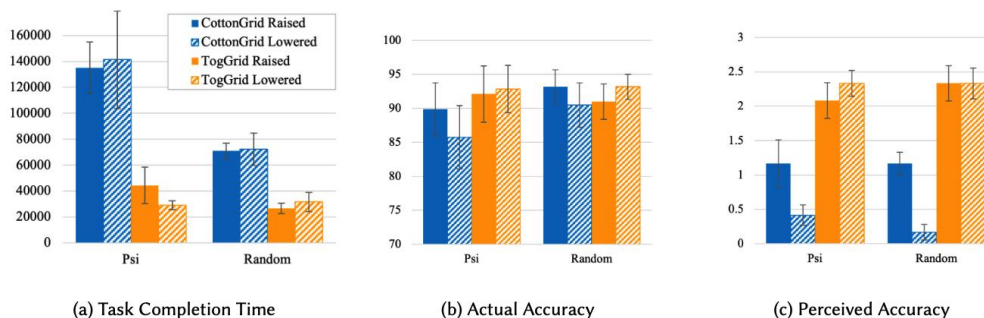 160000
140000
120000
100000
80000
60000
40000
20000
0
Psi
Random
CottonGrid Raised
CottonGrid Lowered
TogGrid Raised
TogGrid Lowered
(a) Task Completion Time
100
95
90
85
80
75
70
Psi
Random
(b) Actual Accuracy
3
2.5
2
1.5
1
0.5
0
Psi
Random
(c) Perceived Accuracy